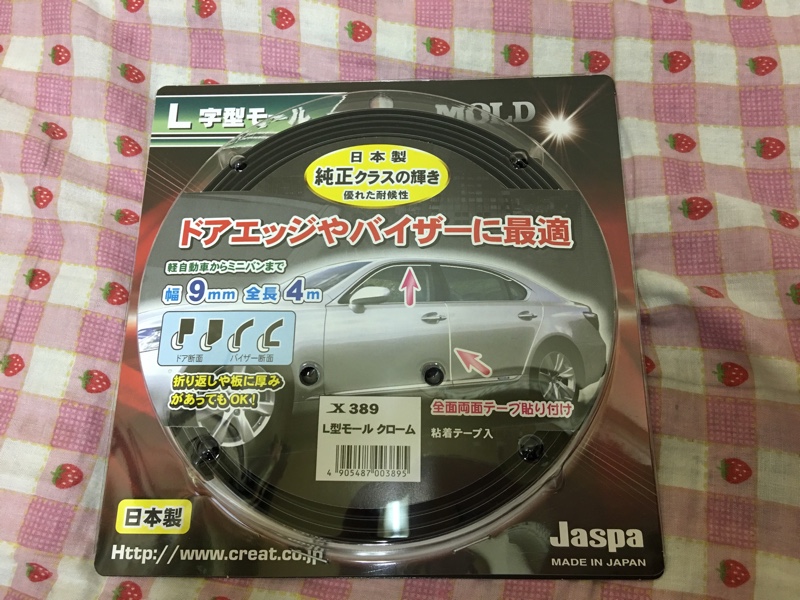 L字型モール
MOLD
日本製
純正クラスの輝き
優れた耐候性
ドアエッジやバイザーに最適
軽自動車からミニバンまで
幅9mm 全長4m
ドア断面 バイザー断面
折り返しや板に厚み
があってもOK!
X 389
L型モール クローム
4 905487 003895
全面両面テープ貼り付け
粘着テープ入
日本製
Http://www.creat.co.jp
Jaspa
MADE IN JAPAN